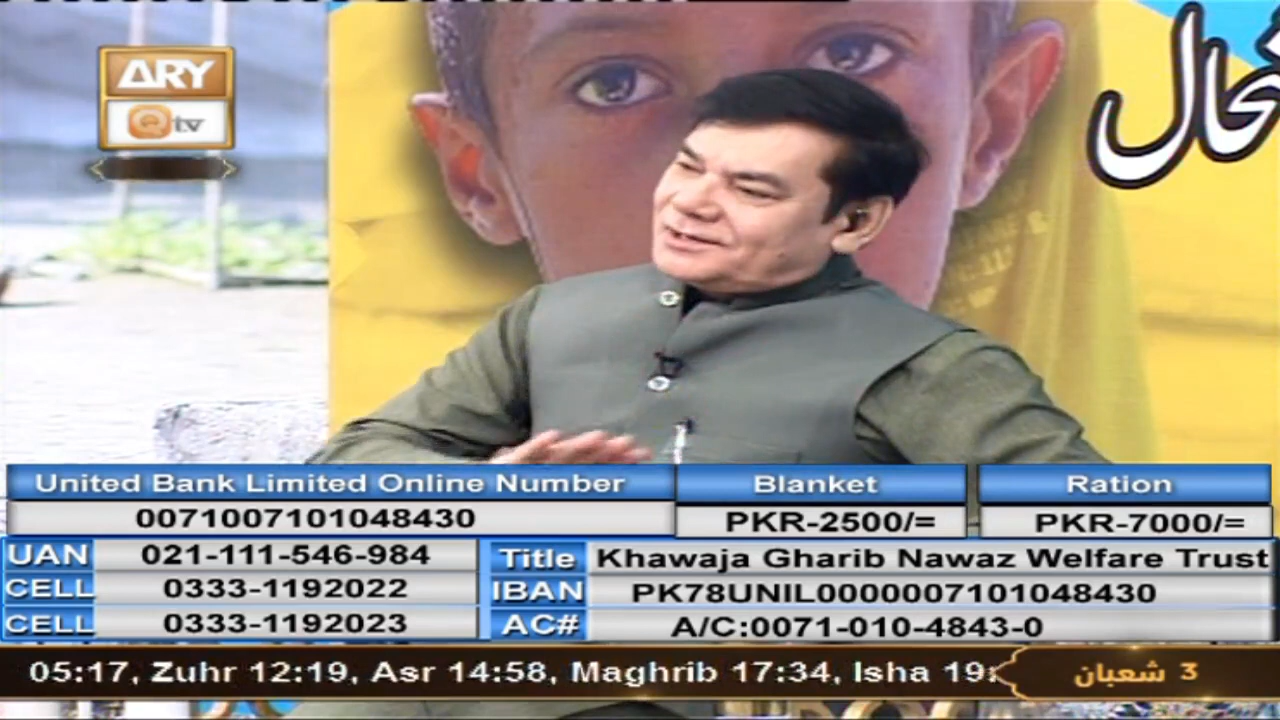 ARY
Qtv
United Bank Limited Online Number
Blanket
Ration
0071007101048430
PKR-2500/=
PKR-7000/=
UAN
021-111-546-984
Title
Khawaja Gharib Nawaz Welfare Trust
CELL
0333-1192022
IBAN
PK78UNIL0000007101048430
CELL
0333-1192023
AC#
A/C:0071-010-4843-0
05:17, Zuhr 12:19, Asr 14:58, Maghrib 17:34, Isha 19:
3 شعبان